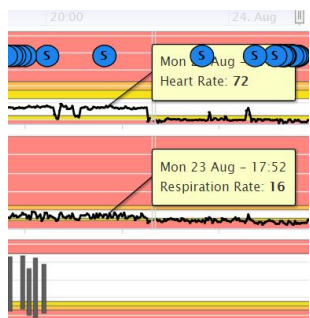 20:00 24. Aug
S S S S S
Mon Aug -
Heart Rate: 72
Mon 23 Aug - 17:52
Respiration Rate: 16